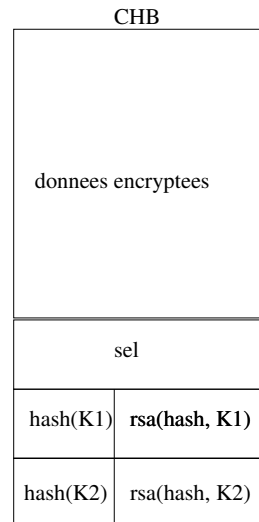 CHB
donnees encryptees
sel
hash(K1) rsa(hash, K1)
hash(K2) rsa(hash, K2)